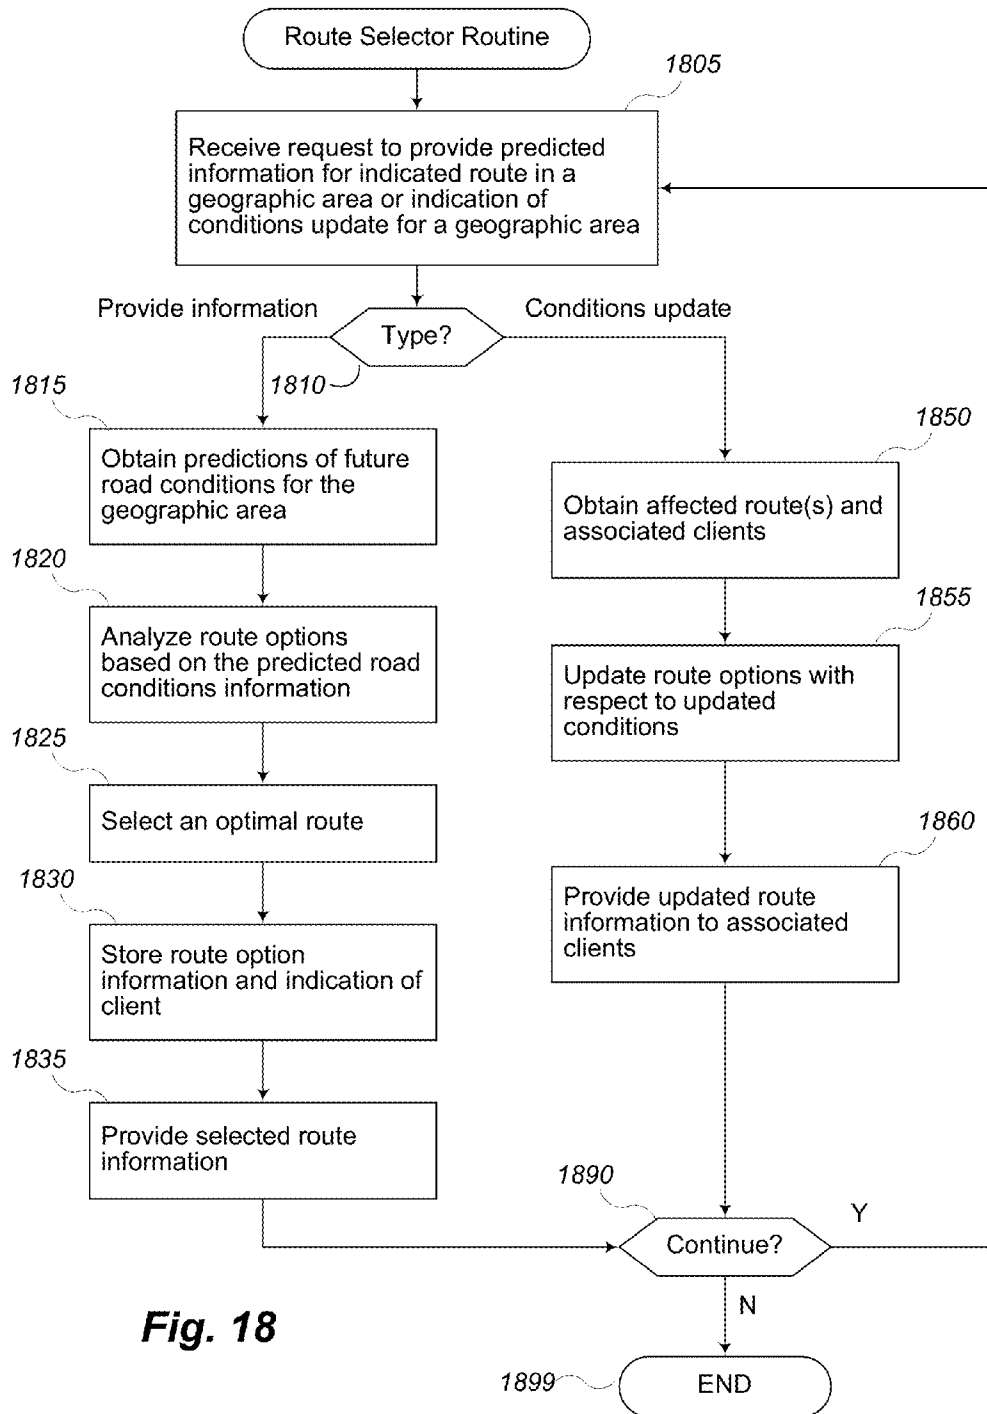 Route Selector Routine
1805
Receive request to provide predicted
information for indicated route in a
geographic area or indication of
conditions update for a geographic area
Provide information
Conditions update
Type?
1810
1815
Obtain predictions of future
road conditions for the
geographic area
1820
Analyze route options
based on the predicted road
conditions information
1825
Select an optimal route
1830
Store route option
information and indication of
client
1835
Provide selected route
information
1850
Obtain affected route(s) and
associated clients
1855
Update route options with
respect to updated
conditions
1860
Provide updated route
information to associated
clients
1890
Continue?
Y
N
1899
END
Fig. 18